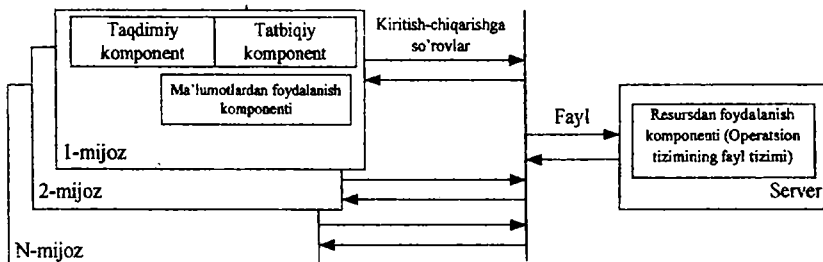 Taqdimiy
komponent
Tatbiqiy
komponent
Ma'lumotlardan foydalanish
komponenti
1-mijoz
2-mijoz
N-mijoz
Kiritish-chiqarishga
so'rovlar
Fayl
Resursdan foydalanish
komponenti (Operatsion
tizimining fayl tizimi)
Server